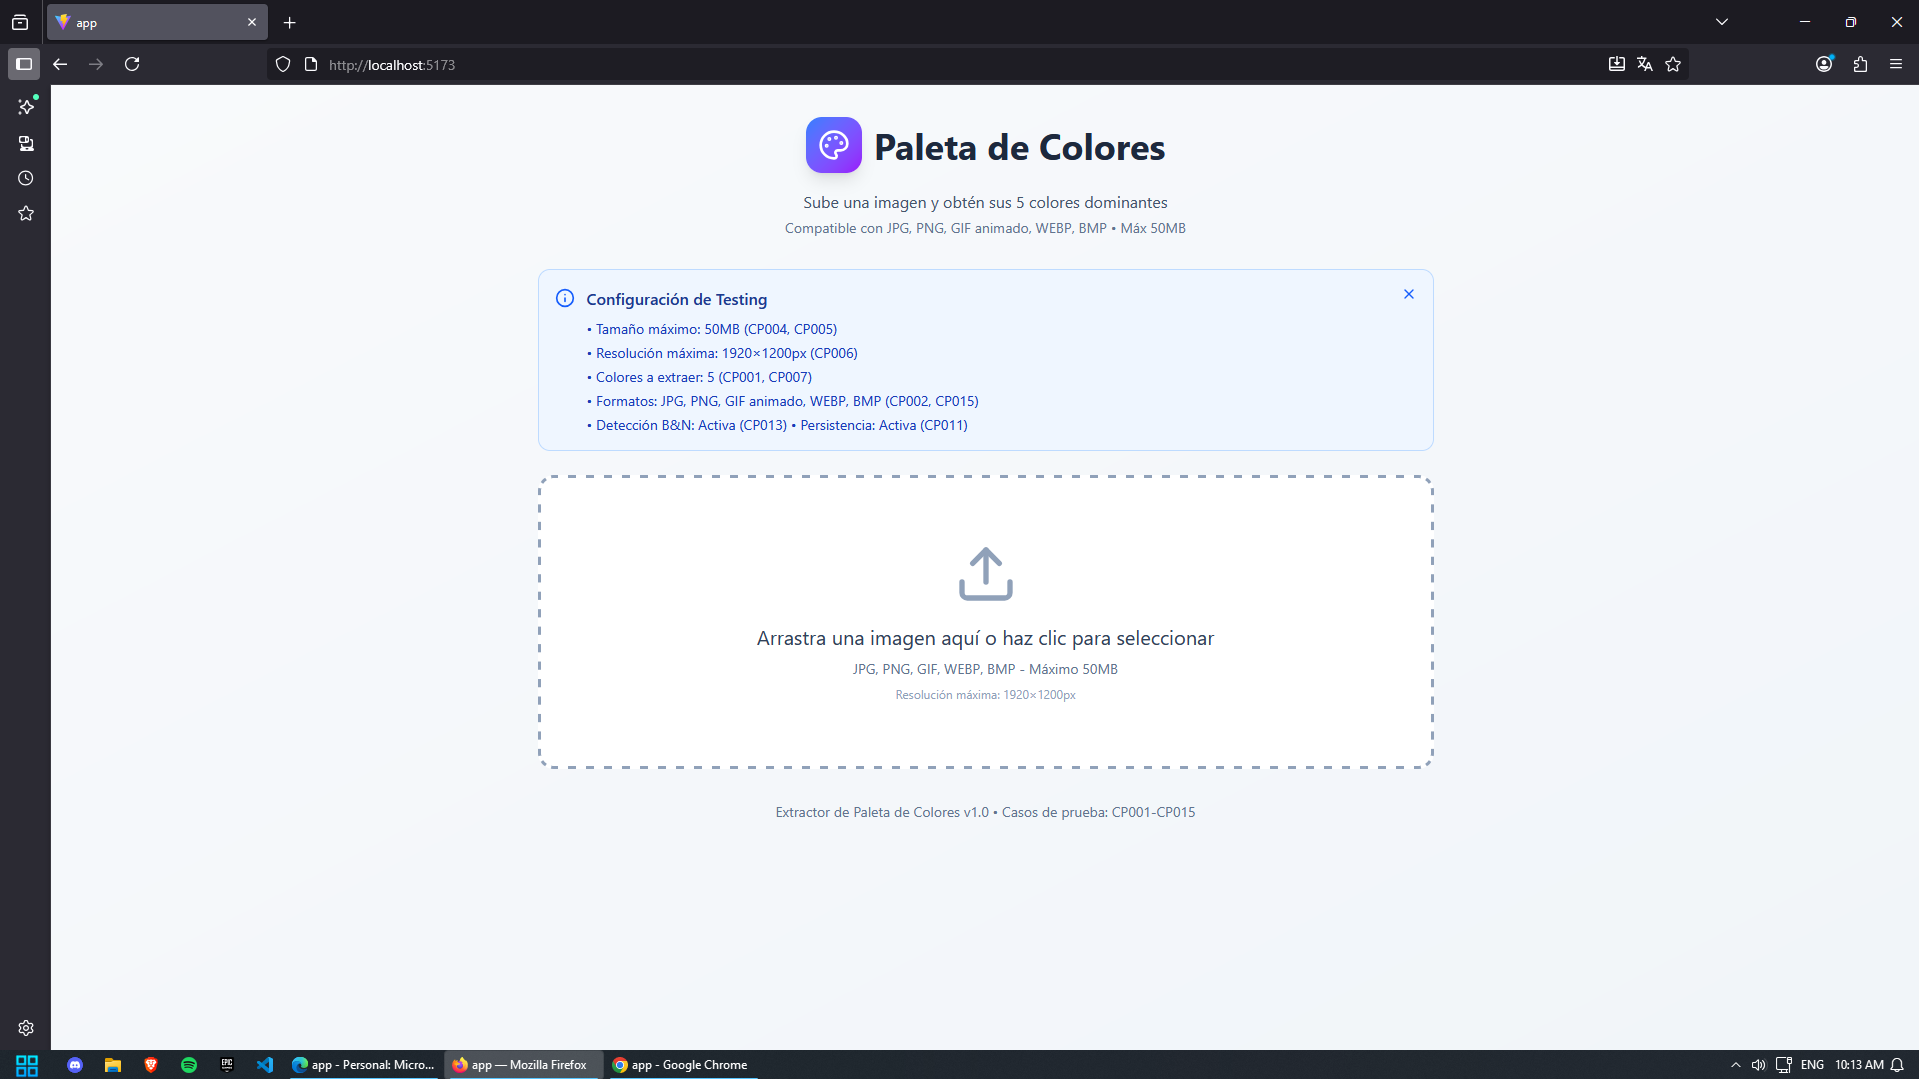 app
http://localhost:5173
Paleta de Colores
Sube una imagen y obtén sus 5 colores dominantes
Compatible con JPG, PNG, GIF animado, WEBP, BMP • Máx 50MB
Configuración de Testing
• Tamaño máximo: 50MB (CP004, CP005)
• Resolución máxima: 1920×1200px (CP006)
• Colores a extraer: 5 (CP001, CP007)
• Formatos: JPG, PNG, GIF animado, WEBP, BMP (CP002, CP015)
• Detección B&N: Activa (CP013) • Persistencia: Activa (CP011)
Arrastra una imagen aquí o haz clic para seleccionar
JPG, PNG, GIF, WEBP, BMP - Máximo 50MB
Resolución máxima: 1920×1200px
Extractor de Paleta de Colores v1.0 • Casos de prueba: CP001-CP015
EPIC GAMES
app - Personal: Micro...
app — Mozilla Firefox
app - Google Chrome
ENG
10:13 AM